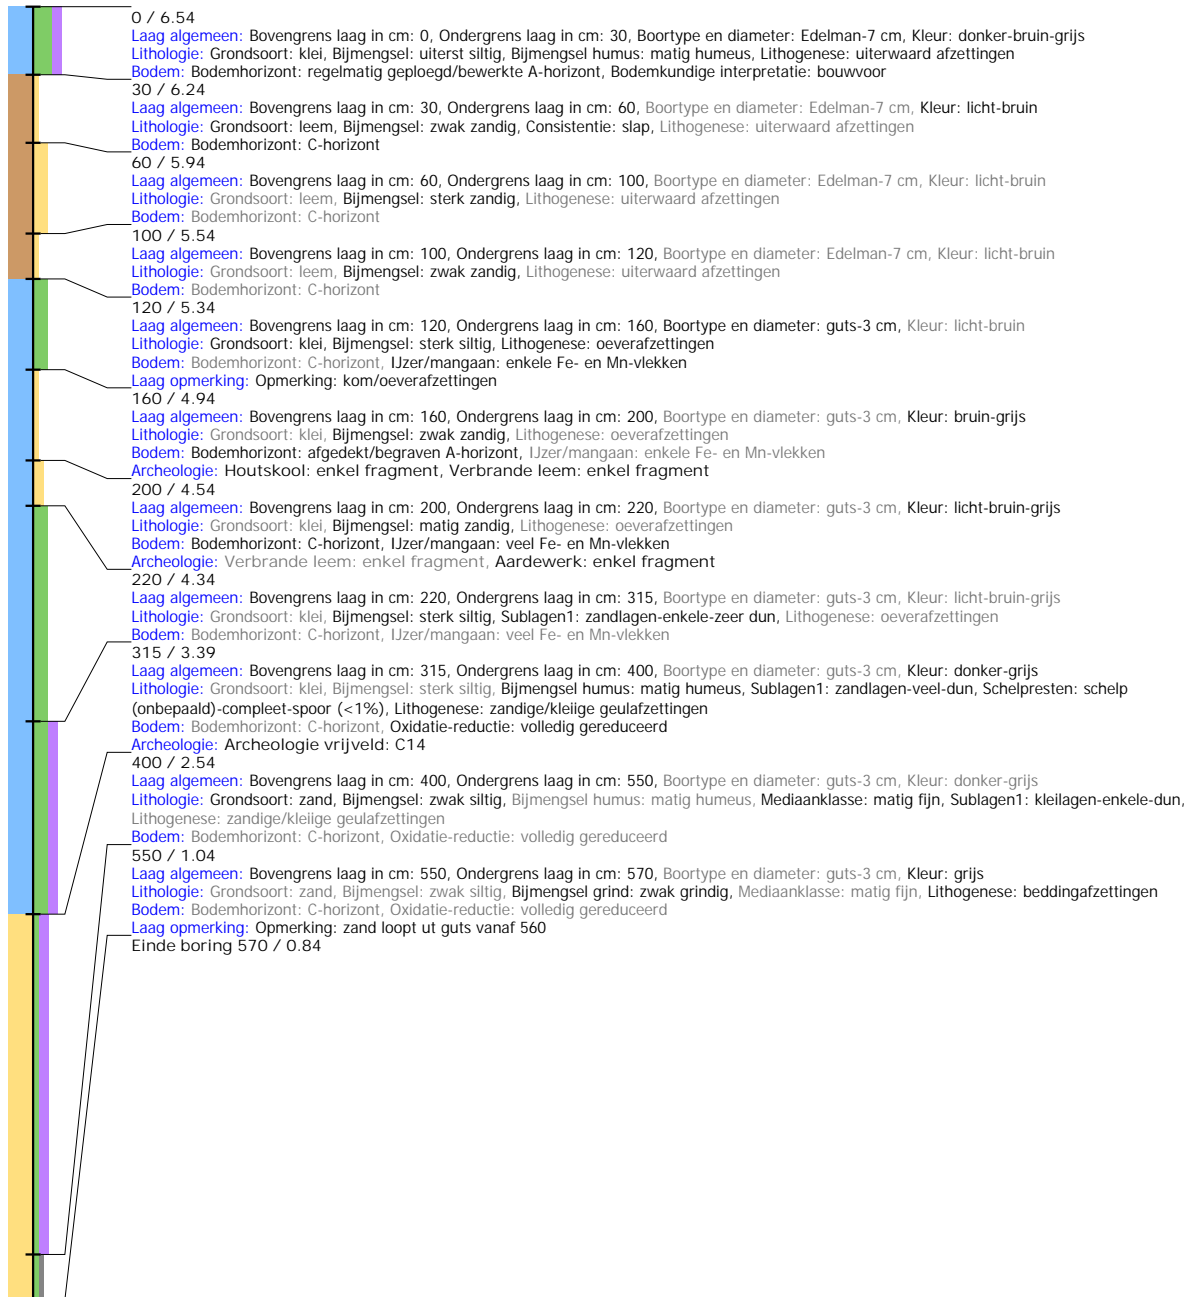 0 / 6.54
Laag algemeen: Bovengrens laag in cm: 0, Ondergrens laag in cm: 30, Boortype en diameter: Edelman-7 cm, Kleur: donker-bruin-grijs
Lithologie: Grondsoort: klei, Bijmengsel: uiterst siltig, Bijmengsel humus: matig humeus, Lithogenese: uiterwaard afzettingen
Bodem: Bodemhorizont: regelmatig geploegd/bewerkte A-horizont, Bodemkundige interpretatie: bouwvoor
30 / 6.24
Laag algemeen: Bovengrens laag in cm: 30, Ondergrens laag in cm: 60, Boortype en diameter: Edelman-7 cm, Kleur: licht-bruin
Lithologie: Grondsoort: leem, Bijmengsel: zwak zandig, Consistentie: slap, Lithogenese: uiterwaard afzettingen
Bodem: Bodemhorizont: C-horizont
60 / 5.94
Laag algemeen: Bovengrens laag in cm: 60, Ondergrens laag in cm: 100, Boortype en diameter: Edelman-7 cm, Kleur: licht-bruin
Lithologie: Grondsoort: leem, Bijmengsel: sterk zandig, Lithogenese: uiterwaard afzettingen
Bodem: Bodemhorizont: C-horizont
100 / 5.54
Laag algemeen: Bovengrens laag in cm: 100, Ondergrens laag in cm: 120, Boortype en diameter: Edelman-7 cm, Kleur: licht-bruin
Lithologie: Grondsoort: leem, Bijmengsel: zwak zandig, Lithogenese: uiterwaard afzettingen
Bodem: Bodemhorizont: C-horizont
120 / 5.34
Laag algemeen: Bovengrens laag in cm: 120, Ondergrens laag in cm: 160, Boortype en diameter: guts-3 cm, Kleur: licht-bruin
Lithologie: Grondsoort: klei, Bijmengsel: sterk siltig, Lithogenese: oeverafzettingen
Bodem: Bodemhorizont: C-horizont, IJzer/mangaan: enkele Fe- en Mn-vlekken
Laag opmerking: Opmerking: kom/oeverafzettingen
160 / 4.94
Laag algemeen: Bovengrens laag in cm: 160, Ondergrens laag in cm: 200, Boortype en diameter: guts-3 cm, Kleur: bruin-grijs
Lithologie: Grondsoort: klei, Bijmengsel: zwak zandig, Lithogenese: oeverafzettingen
Bodem: Bodemhorizont: afgedekt/begraven A-horizont, IJzer/mangaan: enkele Fe- en Mn-vlekken
Archeologie: Houtskool: enkel fragment, Verbrande leem: enkel fragment
200 / 4.54
Laag algemeen: Bovengrens laag in cm: 200, Ondergrens laag in cm: 220, Boortype en diameter: guts-3 cm, Kleur: licht-bruin-grijs
Lithologie: Grondsoort: klei, Bijmengsel: matig zandig, Lithogenese: oeverafzettingen
Bodem: Bodemhorizont: C-horizont, IJzer/mangaan: veel Fe- en Mn-vlekken
Archeologie: Verbrande leem: enkel fragment, Aardewerk: enkel fragment
220 / 4.34
Laag algemeen: Bovengrens laag in cm: 220, Ondergrens laag in cm: 315, Boortype en diameter: guts-3 cm, Kleur: licht-bruin-grijs
Lithologie: Grondsoort: klei, Bijmengsel: sterk siltig, Sublagen1: zandlagen-enkele-zeer dun, Lithogenese: oeverafzettingen
Bodem: Bodemhorizont: C-horizont, IJzer/mangaan: veel Fe- en Mn-vlekken
315 / 3.39
Laag algemeen: Bovengrens laag in cm: 315, Ondergrens laag in cm: 400, Boortype en diameter: guts-3 cm, Kleur: donker-grijs
Lithologie: Grondsoort: klei, Bijmengsel: sterk siltig, Bijmengsel humus: matig humeus, Sublagen1: zandlagen-veel-dun, Schelpresten: schelp
(onbepaald)-compleet-spoor (<1%), Lithogenese: zandige/kleiige geulafzettingen
Bodem: Bodemhorizont: C-horizont, Oxidatie-reductie: volledig gereduceerd
Archeologie: Archeologie vrijveld: C14
400 / 2.54
Laag algemeen: Bovengrens laag in cm: 400, Ondergrens laag in cm: 550, Boortype en diameter: guts-3 cm, Kleur: donker-grijs
Lithologie: Grondsoort: zand, Bijmengsel: zwak siltig, Bijmengsel humus: matig humeus, Mediaanklasse: matig fijn, Sublagen1: kleilagen-enkele-dun,
Lithogenese: zandige/kleiige geulafzettingen
Bodem: Bodemhorizont: C-horizont, Oxidatie-reductie: volledig gereduceerd
550 / 1.04
Laag algemeen: Bovengrens laag in cm: 550, Ondergrens laag in cm: 570, Boortype en diameter: guts-3 cm, Kleur: grijs
Lithologie: Grondsoort: zand, Bijmengsel: zwak siltig, Bijmengsel grind: zwak grindig, Mediaanklasse: matig fijn, Lithogenese: beddingafzettingen
Bodem: Bodemhorizont: C-horizont, Oxidatie-reductie: volledig gereduceerd
Laag opmerking: Opmerking: zand loopt ut guts vanaf 560
Einde boring 570 / 0.84